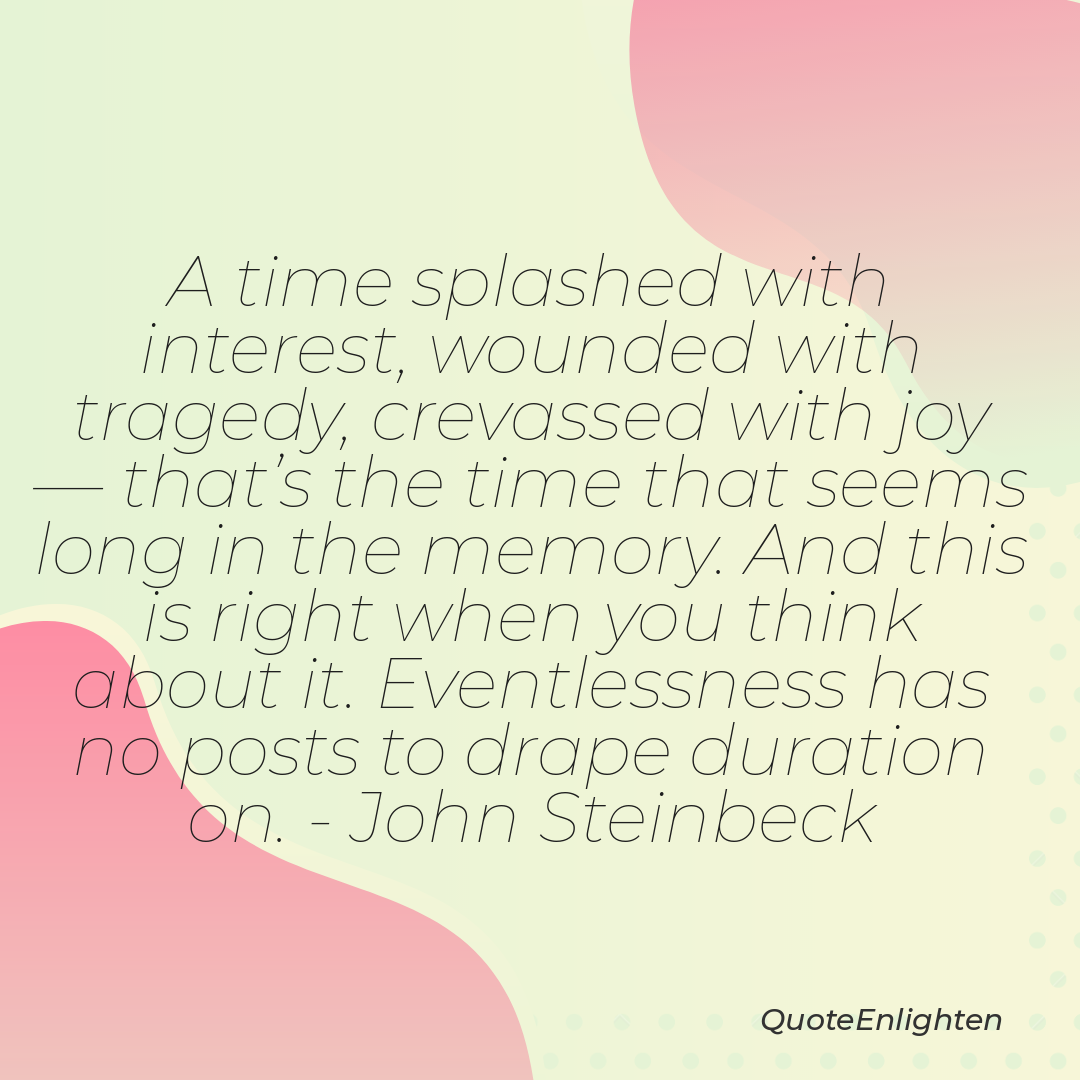 A time splashed with
interest, wounded with
tragedy, crevassed with joy
— that’s the time that seems
long in the memory. And this
is right when you think
about it. Eventlessness has
no posts to drape duration
on. - John Steinbeck
QuoteEnlighten